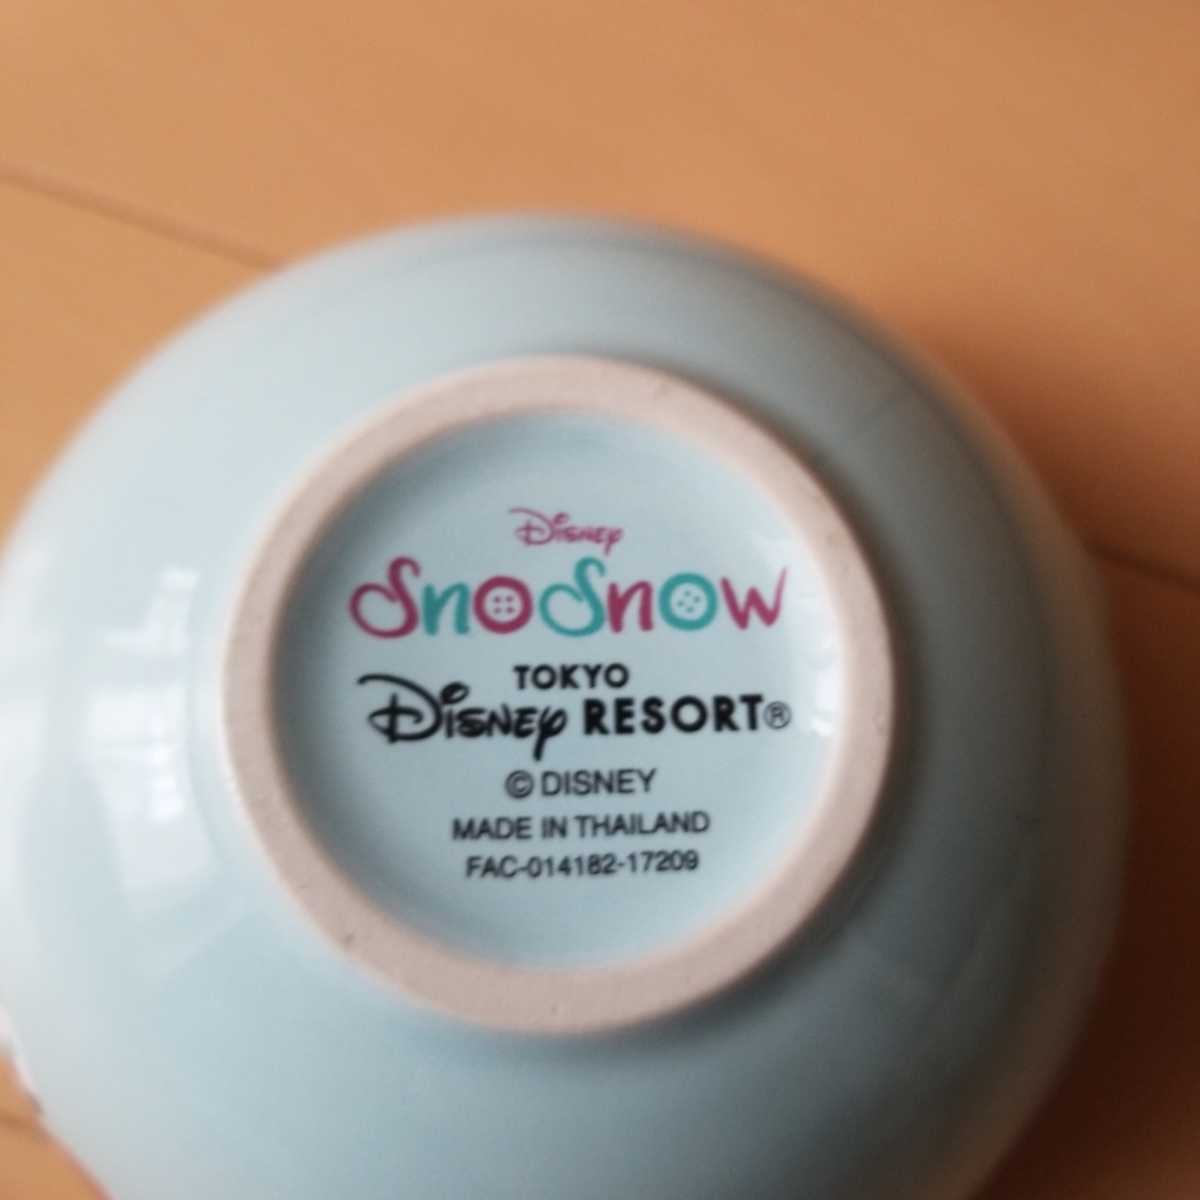 Disney
SnoSnow
TOKYO
Disney RESORT®
© DISNEY
MADE IN THAILAND
FAC-014182-17209